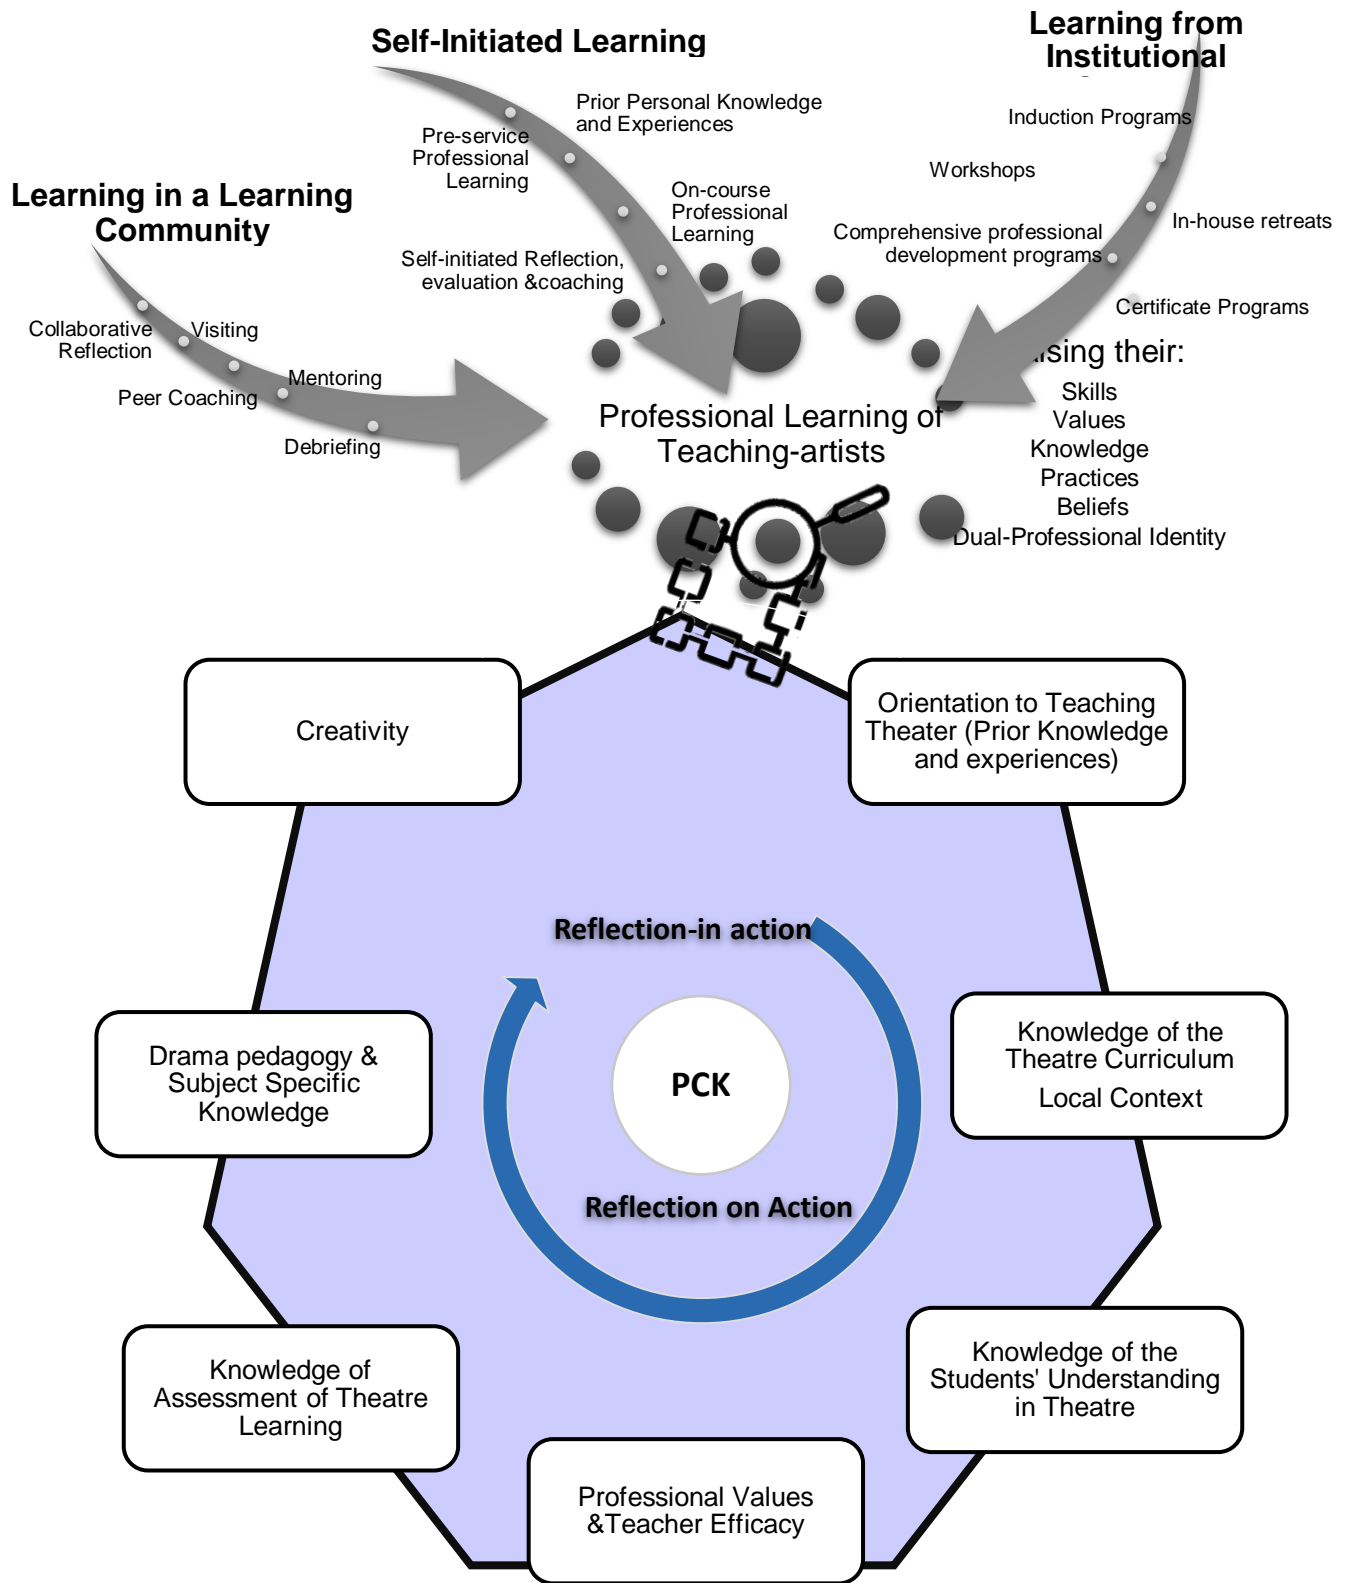 Self-Initiated Learning
Learning from
Institutional
Prior Personal Knowledge
and Experiences
Pre-service
Professional
Learning
On-course
Professional
Learning
Self-initiated Reflection,
evaluation &coaching
Induction Programs
Workshops
In-house retreats
Comprehensive professional
development programs
Certificate Programs
Learning in a Learning
Community
Collaborative
Reflection
Visiting
Mentoring
Peer Coaching
Debriefing
Professional Learning of
Teaching-artists
their:
Skills
Values
Knowledge
Practices
Beliefs
Dual-Professional Identity
Creativity
Orientation to Teaching
Theater (Prior Knowledge
and experiences)
Reflection-in action
PCK
Reflection on Action
Drama pedagogy &
Subject Specific
Knowledge
Knowledge of the
Theatre Curriculum
Local Context
Knowledge of
Assessment of Theatre
Learning
Knowledge of the
Students' Understanding
in Theatre
Professional Values
&Teacher Efficacy